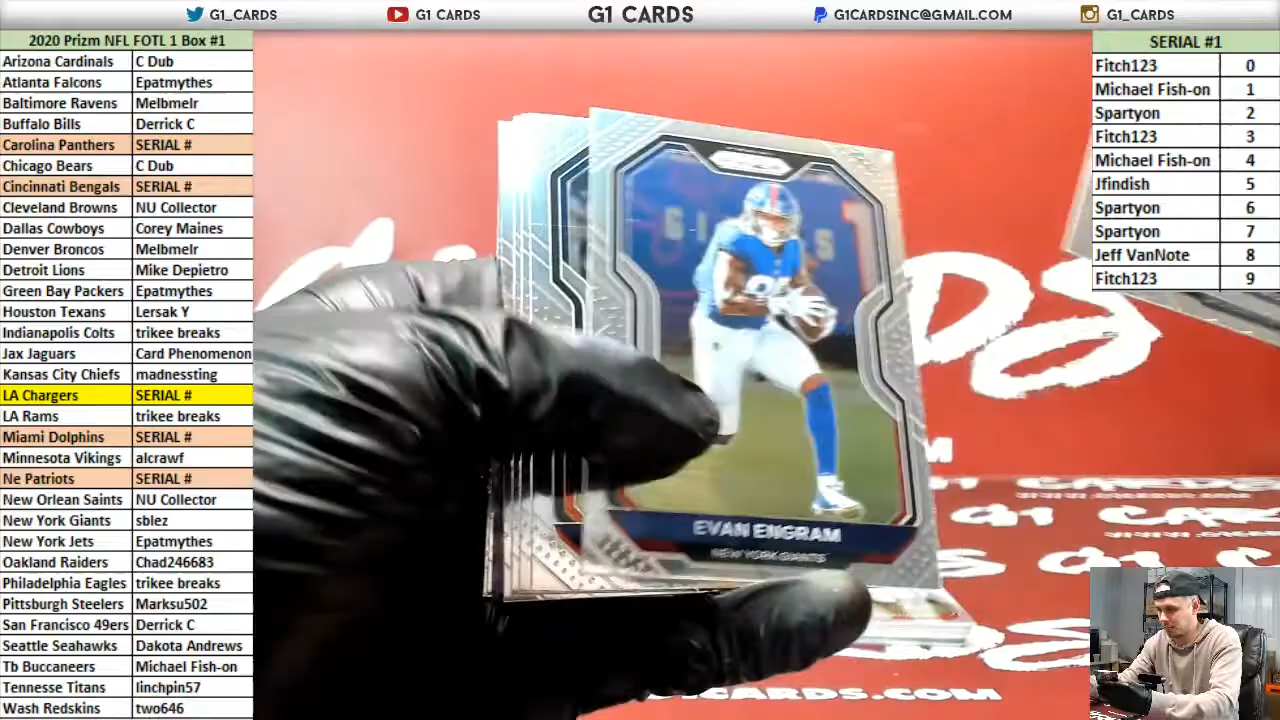 G1_CARDS G1 CARDS G1 CARDS G1CARDSINC@GMAIL.COM G1_CARDS
2020 Prizm NFL FOTL 1 Box #1
Arizona Cardinals C Dub
Atlanta Falcons Epatmythes
Baltimore Ravens Melbmelr
Buffalo Bills Derrick C
Carolina Panthers SERIAL #
Chicago Bears C Dub
Cincinnati Bengals SERIAL #
Cleveland Browns NU Collector
Dallas Cowboys Corey Maines
Denver Broncos Melbmelr
Detroit Lions Mike Depietro
Green Bay Packers Epatmythes
Houston Texans Lersak Y
Indianapolis Colts trikee breaks
Jax Jaguars Card Phenomenon
Kansas City Chiefs madnessting
LA Chargers SERIAL #
LA Rams trikee breaks
Miami Dolphins SERIAL #
Minnesota Vikings alcrawf
Ne Patriots SERIAL #
New Orlean Saints NU Collector
New York Giants sblez
New York Jets Epatmythes
Oakland Raiders Chad246683
Philadelphia Eagles trikee breaks
Pittsburgh Steelers Marksu502
San Francisco 49ers Derrick C
Seattle Seahawks Dakota Andrews
Tb Buccaneers Michael Fish-on
Tennesse Titans linchpin57
Wash Redskins two646
PRIZM
EVAN ENGRAM
NEW YORK GIANTS
G1 CARDS
G1 CARDS
SERIAL #1
Fitch123 0
Michael Fish-on 1
Spartyon 2
Fitch123 3
Michael Fish-on 4
Jfindish 5
Spartyon 6
Spartyon 7
Jeff VanNote 8
Fitch123 9